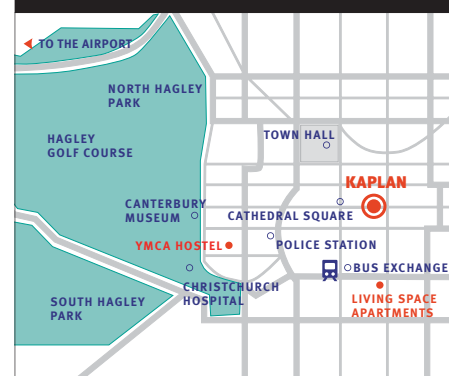 TO THE AIRPORT
NORTH HAGLEY
PARK
HAGLEY
GOLF COURSE
TOWN HALL
KAPLAN
CANTERBURY
MUSEUM
CATHEDRAL SQUARE
YMCA HOSTEL
POLICE STATION
BUS EXCHANGE
CHRISTCHURCH
HOSPITAL
SOUTH HAGLEY
PARK
LIVING SPACE
APARTMENTS